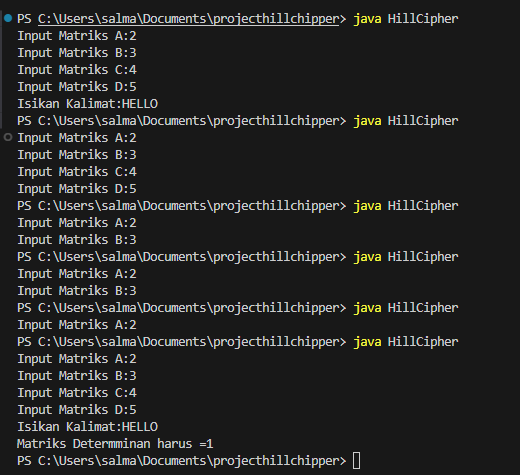 PS C:\Users\salma\Documents\projecthillchipper> java HillCipher
Input Matriks A:2
Input Matriks B:3
Input Matriks C:4
Input Matriks D:5
Isikan Kalimat:HELLO
PS C:\Users\salma\Documents\projecthillchipper> java HillCipher
Input Matriks A:2
Input Matriks B:3
Input Matriks C:4
Input Matriks D:5
PS C:\Users\salma\Documents\projecthillchipper> java HillCipher
Input Matriks A:2
Input Matriks B:3
PS C:\Users\salma\Documents\projecthillchipper> java HillCipher
Input Matriks A:2
Input Matriks B:3
PS C:\Users\salma\Documents\projecthillchipper> java HillCipher
Input Matriks A:2
PS C:\Users\salma\Documents\projecthillchipper> java HillCipher
Input Matriks A:2
Input Matriks B:3
Input Matriks C:4
Input Matriks D:5
Isikan Kalimat:HELLO
Matriks Determminan harus =1
PS C:\Users\salma\Documents\projecthillchipper>